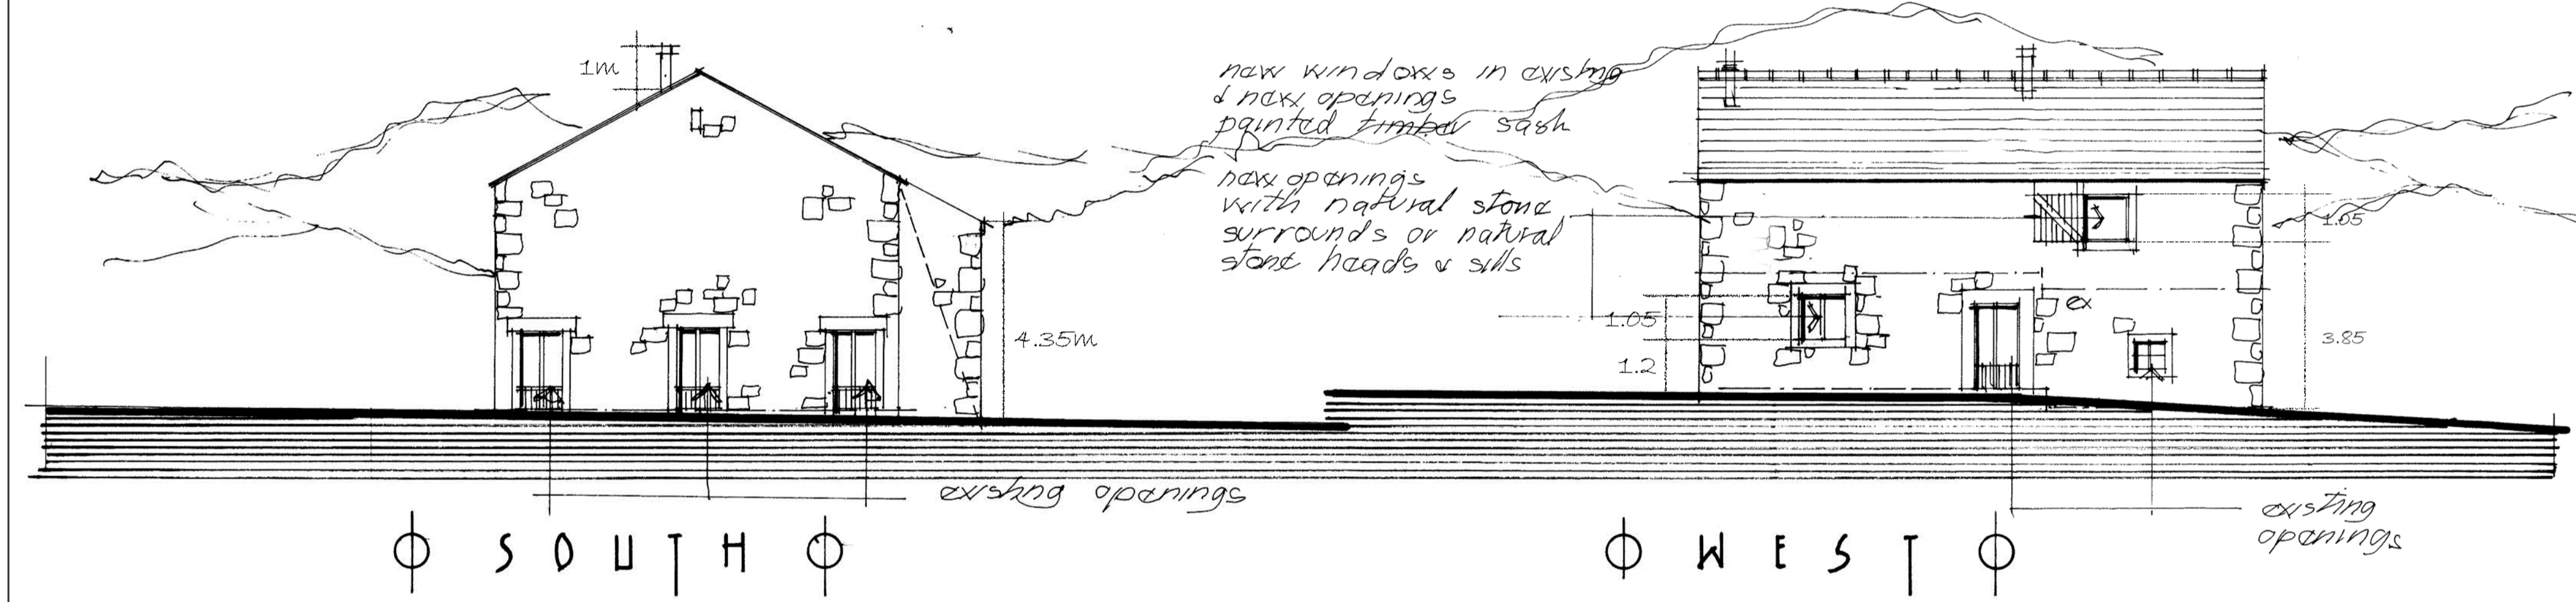 1m
new windows in existing
& new openings
painted timber sash
new openings
with natural stone
surrounds or natural
stone heads & sills
4.35m
existing openings
SOUTH
1.05
1.05
1.2
ex
3.85
existing
openings
WEST